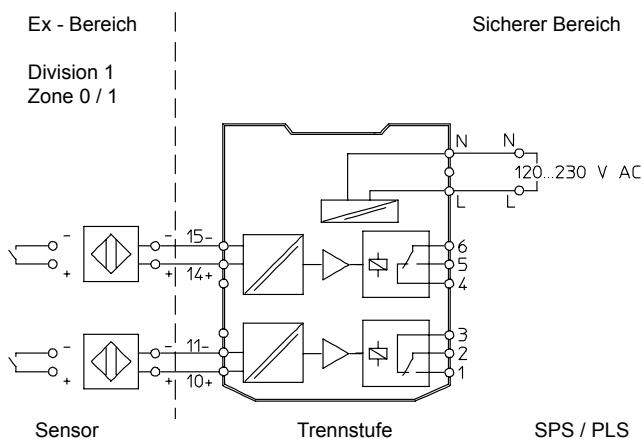 Ex - Bereich
Sicherer Bereich
Division 1
Zone 0 / 1
N
N
120...230 V AC
L
L
-
-
15-
6
+
+
14+
5
4
-
-
11-
3
2
+
+
10+
1
Sensor
Trennstufe
SPS / PLS